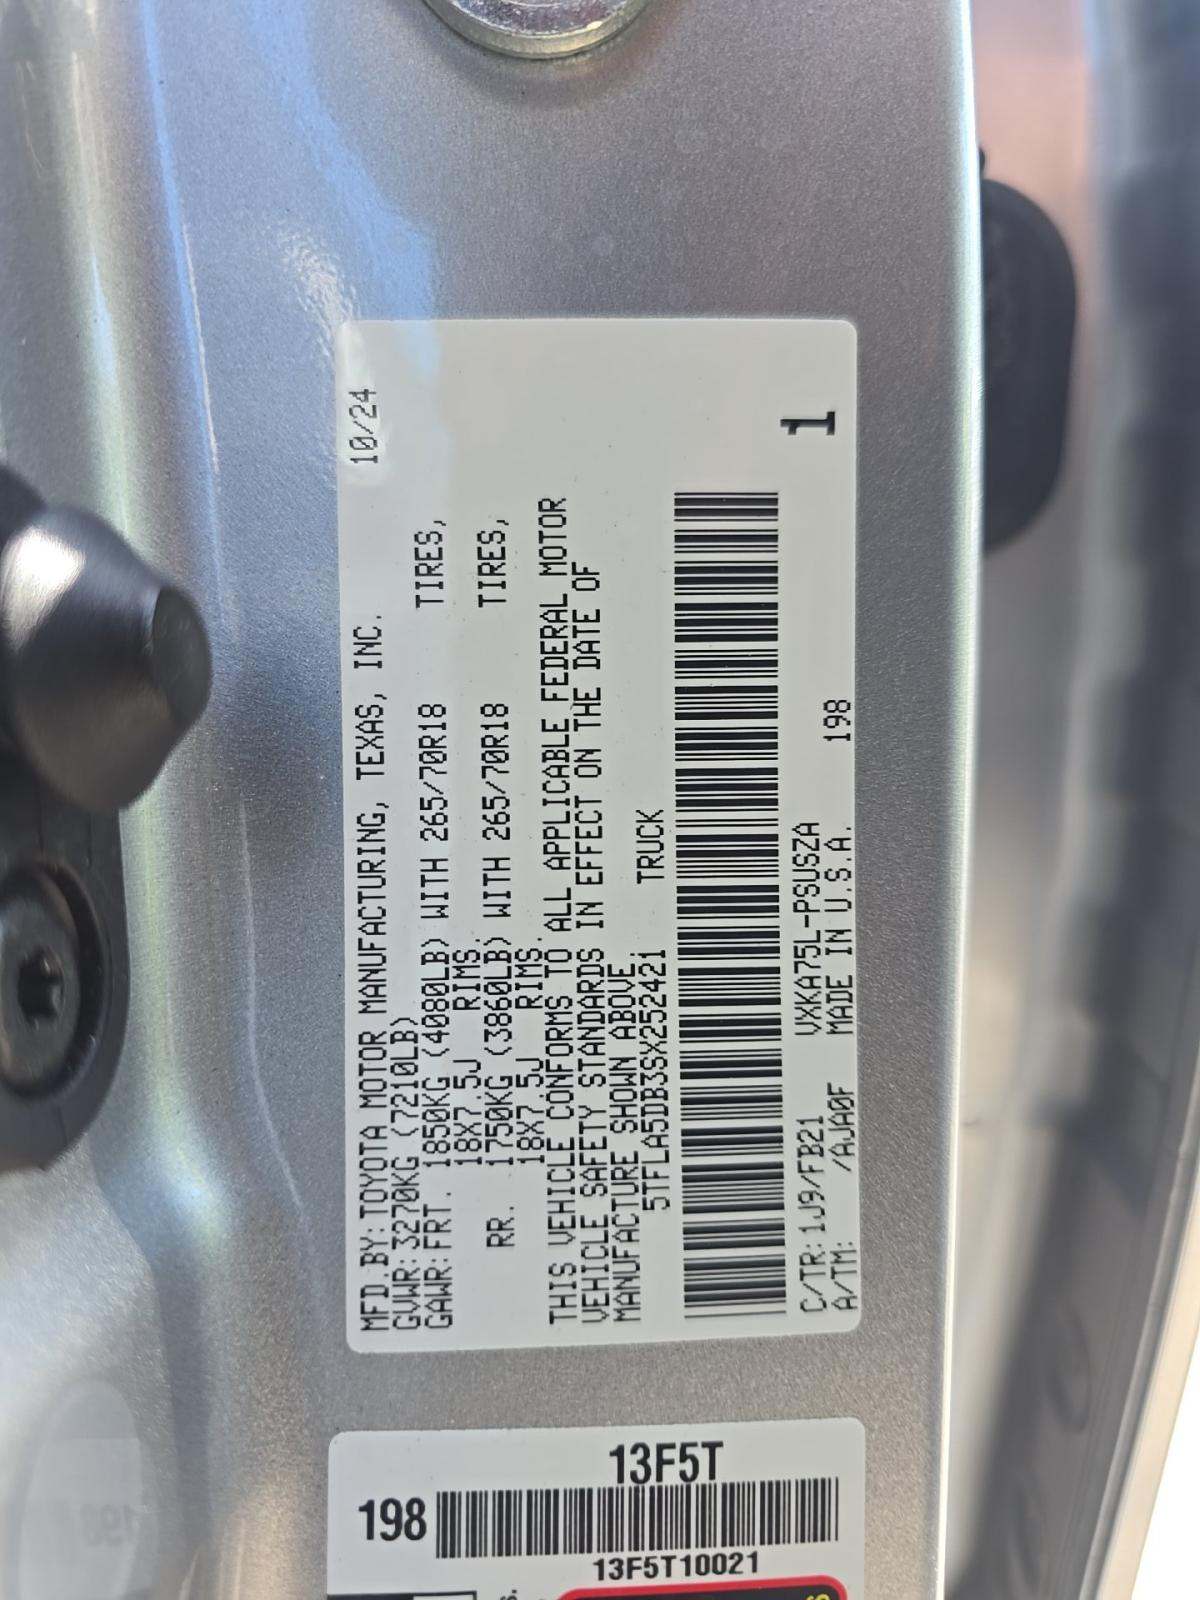 MFD.BY:TOYOTA MOTOR MANUFACTURING, TEXAS, INC. 10/24
GVWR:3270KG (7210LB)
GAWR:FRT. 1850KG (4080LB) WITH 265/70R18 TIRES,
18X7.5J RIMS.
RR. 1750KG (3860LB) WITH 265/70R18 TIRES,
18X7.5J RIMS.
THIS VEHICLE CONFORMS TO ALL APPLICABLE FEDERAL MOTOR
VEHICLE SAFETY STANDARDS IN EFFECT ON THE DATE OF
MANUFACTURE SHOWN ABOVE.
5TFLA5DB3SX252421 TRUCK
1
C/TR:1J9/FB21 VXKA75L-PSUSZA
A/TM: /AJA0F MADE IN U.S.A. 198
198
13F5T
13F5T10021